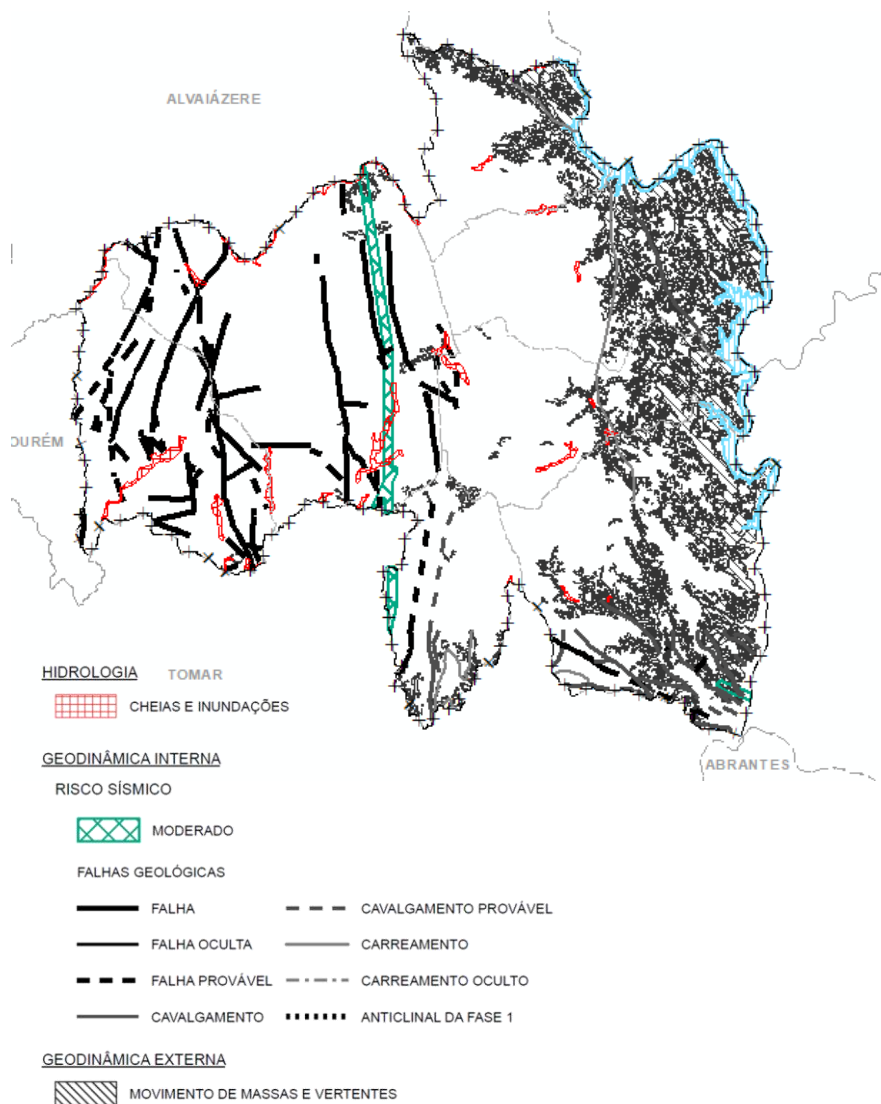 ALVAIÁZERE
OURÉM
HIDROLOGIA
TOMAR
CHEIAS E INUNDAÇÕES
GEODINÂMICA INTERNA
ABRANTES
RISCO SÍSMICO
MODERADO
FALHAS GEOLÓGICAS
FALHA
CAVALGAMENTO PROVÁVEL
FALHA OCULTA
CARREAMENTO
FALHA PROVÁVEL
CARREAMENTO OCULTO
CAVALGAMENTO
ANTICLINAL DA FASE 1
GEODINÂMICA EXTERNA
MOVIMENTO DE MASSAS E VERTENTES